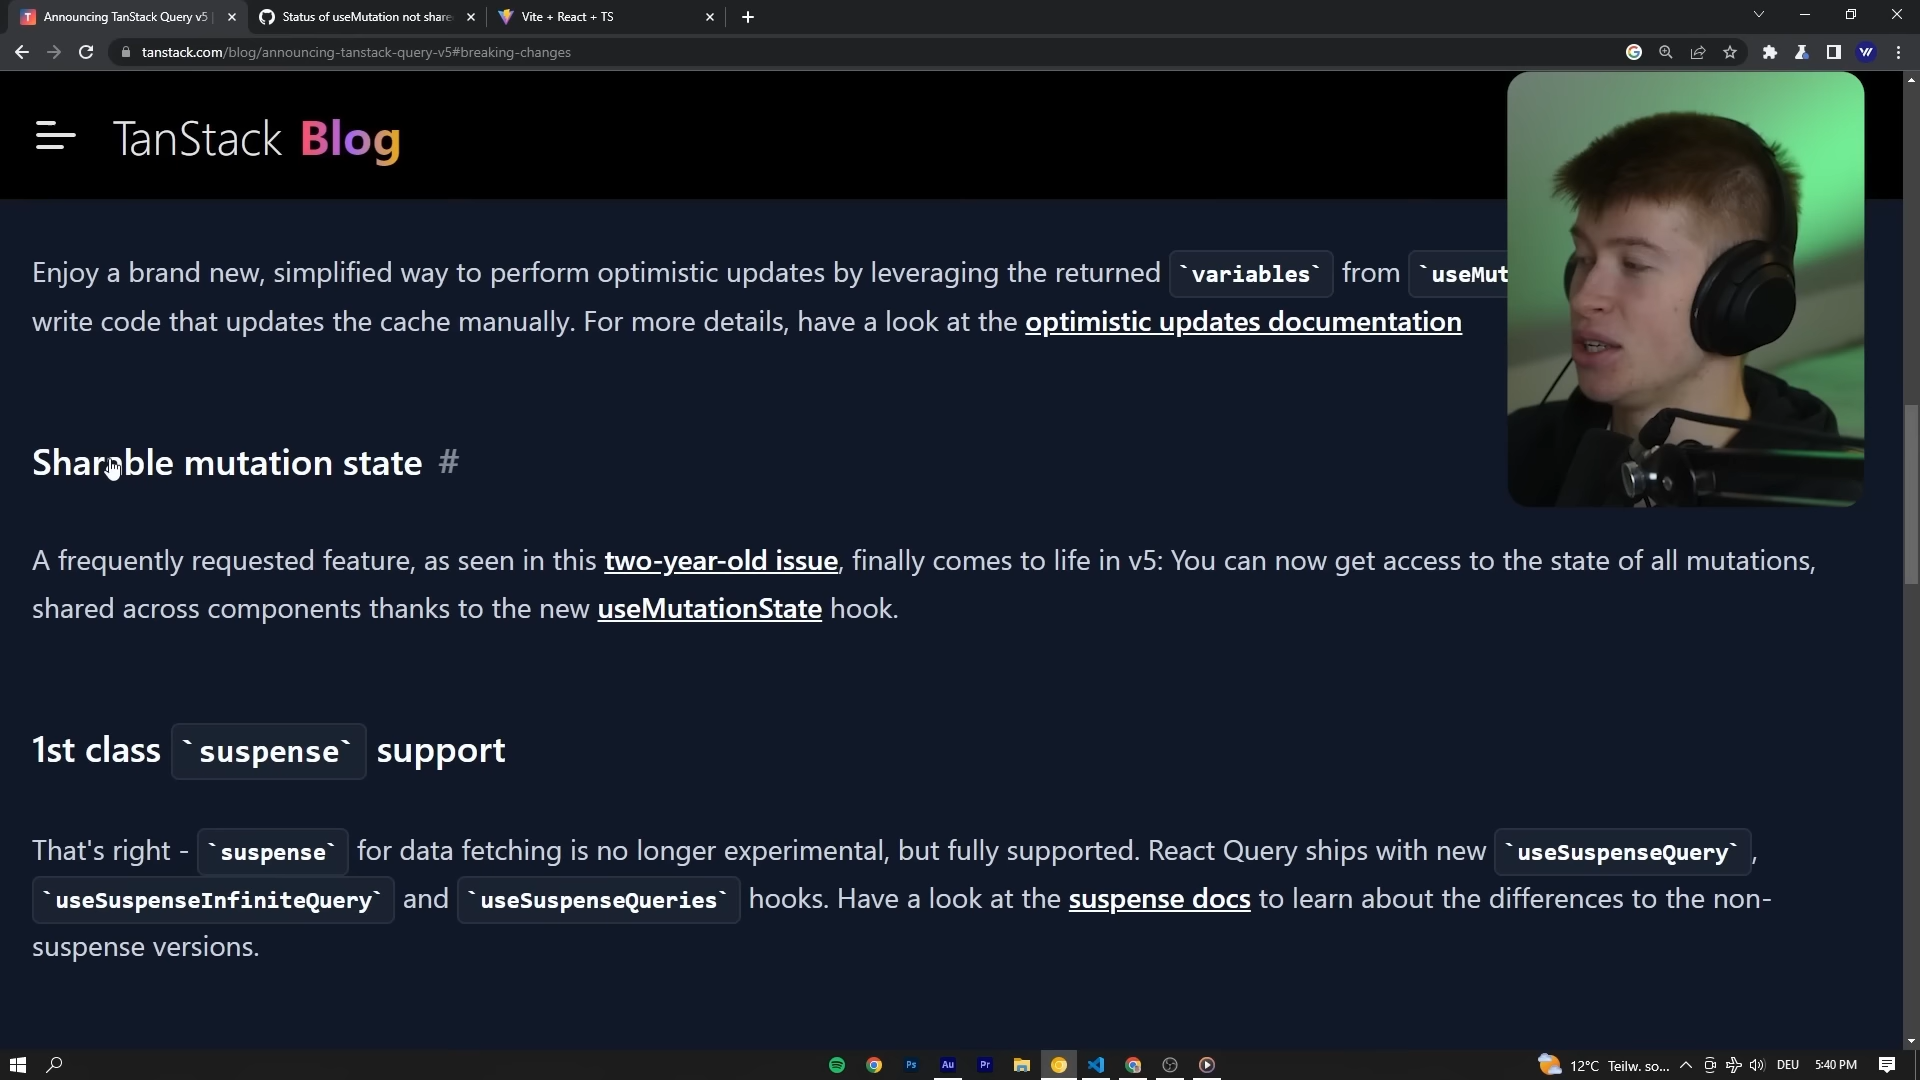 Announcing TanStack Query v5 |
Status of useMutation not share
Vite + React + TS
tanstack.com/blog/announcing-tanstack-query-v5#breaking-changes
TanStack Blog
Enjoy a brand new, simplified way to perform optimistic updates by leveraging the returned `variables` from `useMut
write code that updates the cache manually. For more details, have a look at the optimistic updates documentation
Sharable mutation state #
A frequently requested feature, as seen in this two-year-old issue, finally comes to life in v5: You can now get access to the state of all mutations,
shared across components thanks to the new useMutationState hook.
1st class `suspense` support
That's right - `suspense` for data fetching is no longer experimental, but fully supported. React Query ships with new `useSuspenseQuery`,
`useSuspenseInfiniteQuery` and `useSuspenseQueries` hooks. Have a look at the suspense docs to learn about the differences to the non-
suspense versions.
Ps Au Pr 12°C Teilw. so... DEU 5:40 PM